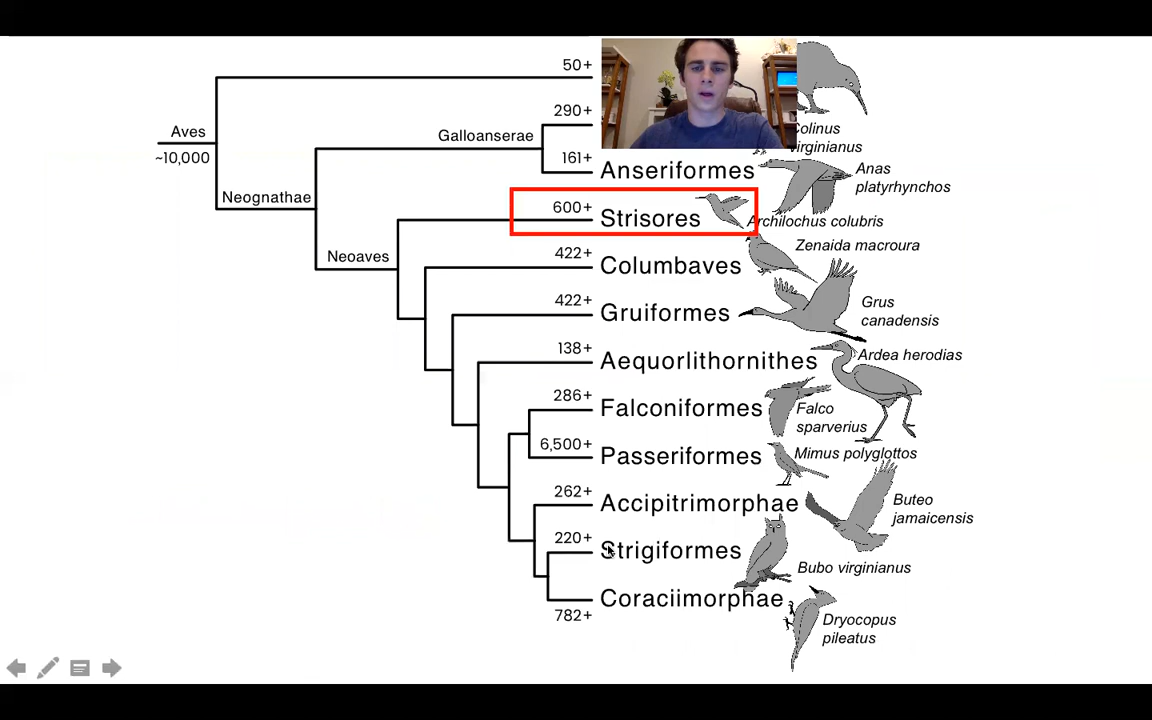 50+
290+
Galloanserae
Colinus
virginianus
Aves
~10,000
161+
Anseriformes
Anas
platyrhynchos
Neognathae
600+
Strisores
Archilochus colubris
Zenaida macroura
Neoaves
422+
Columbaves
422+
Gruiformes
Grus
canadensis
138+
Aequorlithornithes
Ardea herodias
286+
Falconiformes
Falco
sparverius
6,500+
Passeriformes
Mimus polyglottos
262+
Accipitrimorphae
Buteo
jamaicensis
220+
Strigiformes
Bubo virginianus
Coraciimorphae
782+
Dryocopus
pileatus